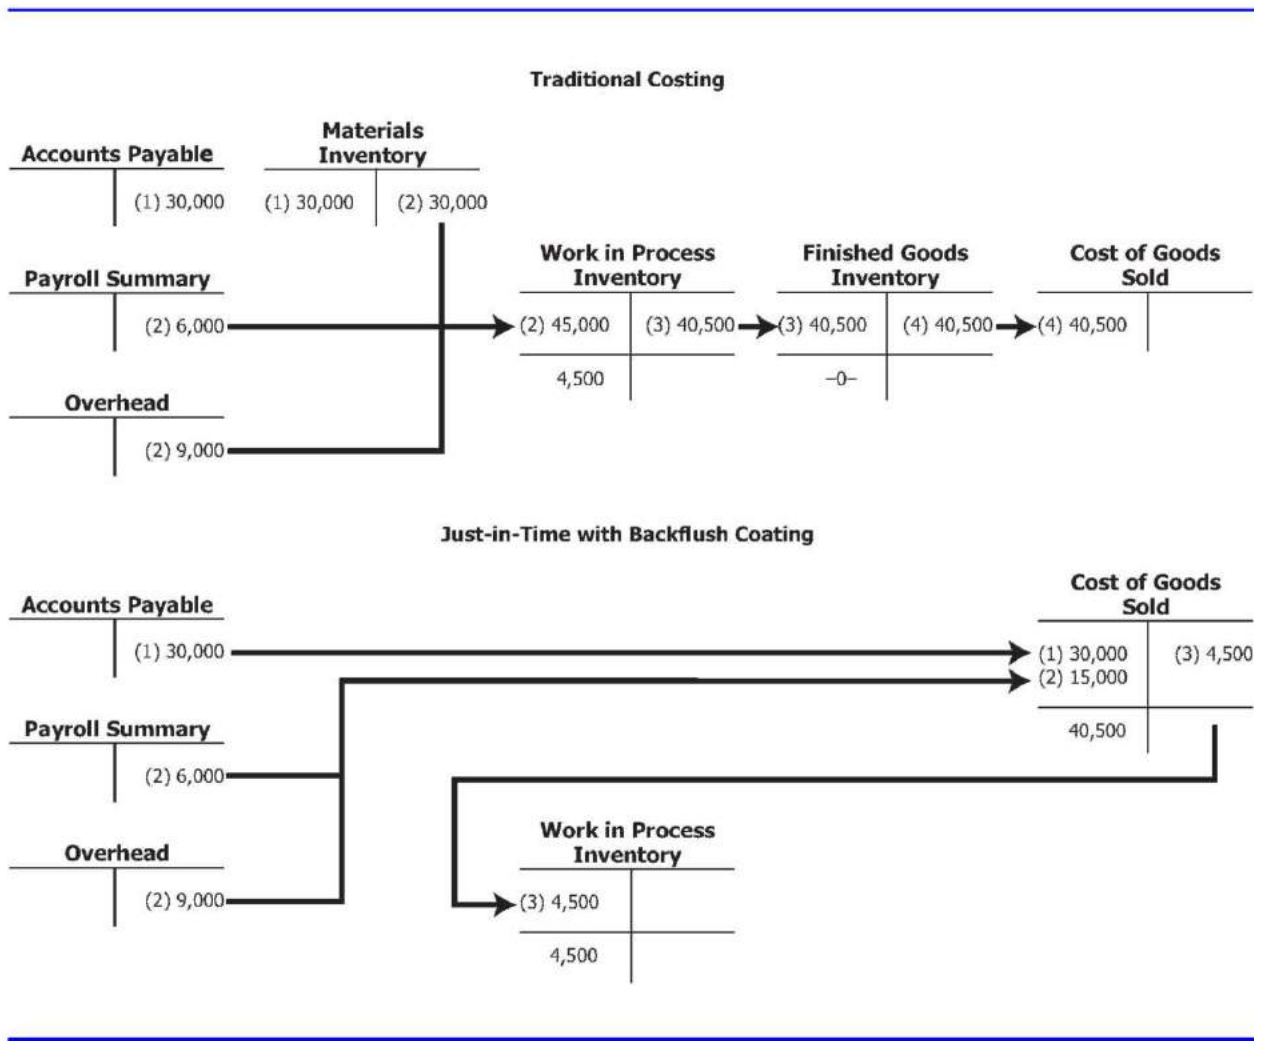 Traditional Costing
Accounts Payable
(1) 30,000
Materials
Inventory
(1) 30,000 (2) 30,000
Payroll Summary
(2) 6,000
Work in Process
Inventory
(2) 45,000 (3) 40,500
4,500
Finished Goods
Inventory
(3) 40,500 (4) 40,500
–0–
Cost of Goods
Sold
(4) 40,500
Overhead
(2) 9,000
Just-in-Time with Backflush Coating
Accounts Payable
(1) 30,000
Cost of Goods
Sold
(1) 30,000 (3) 4,500
(2) 15,000
40,500
Payroll Summary
(2) 6,000
Overhead
(2) 9,000
Work in Process
Inventory
(3) 4,500
4,500